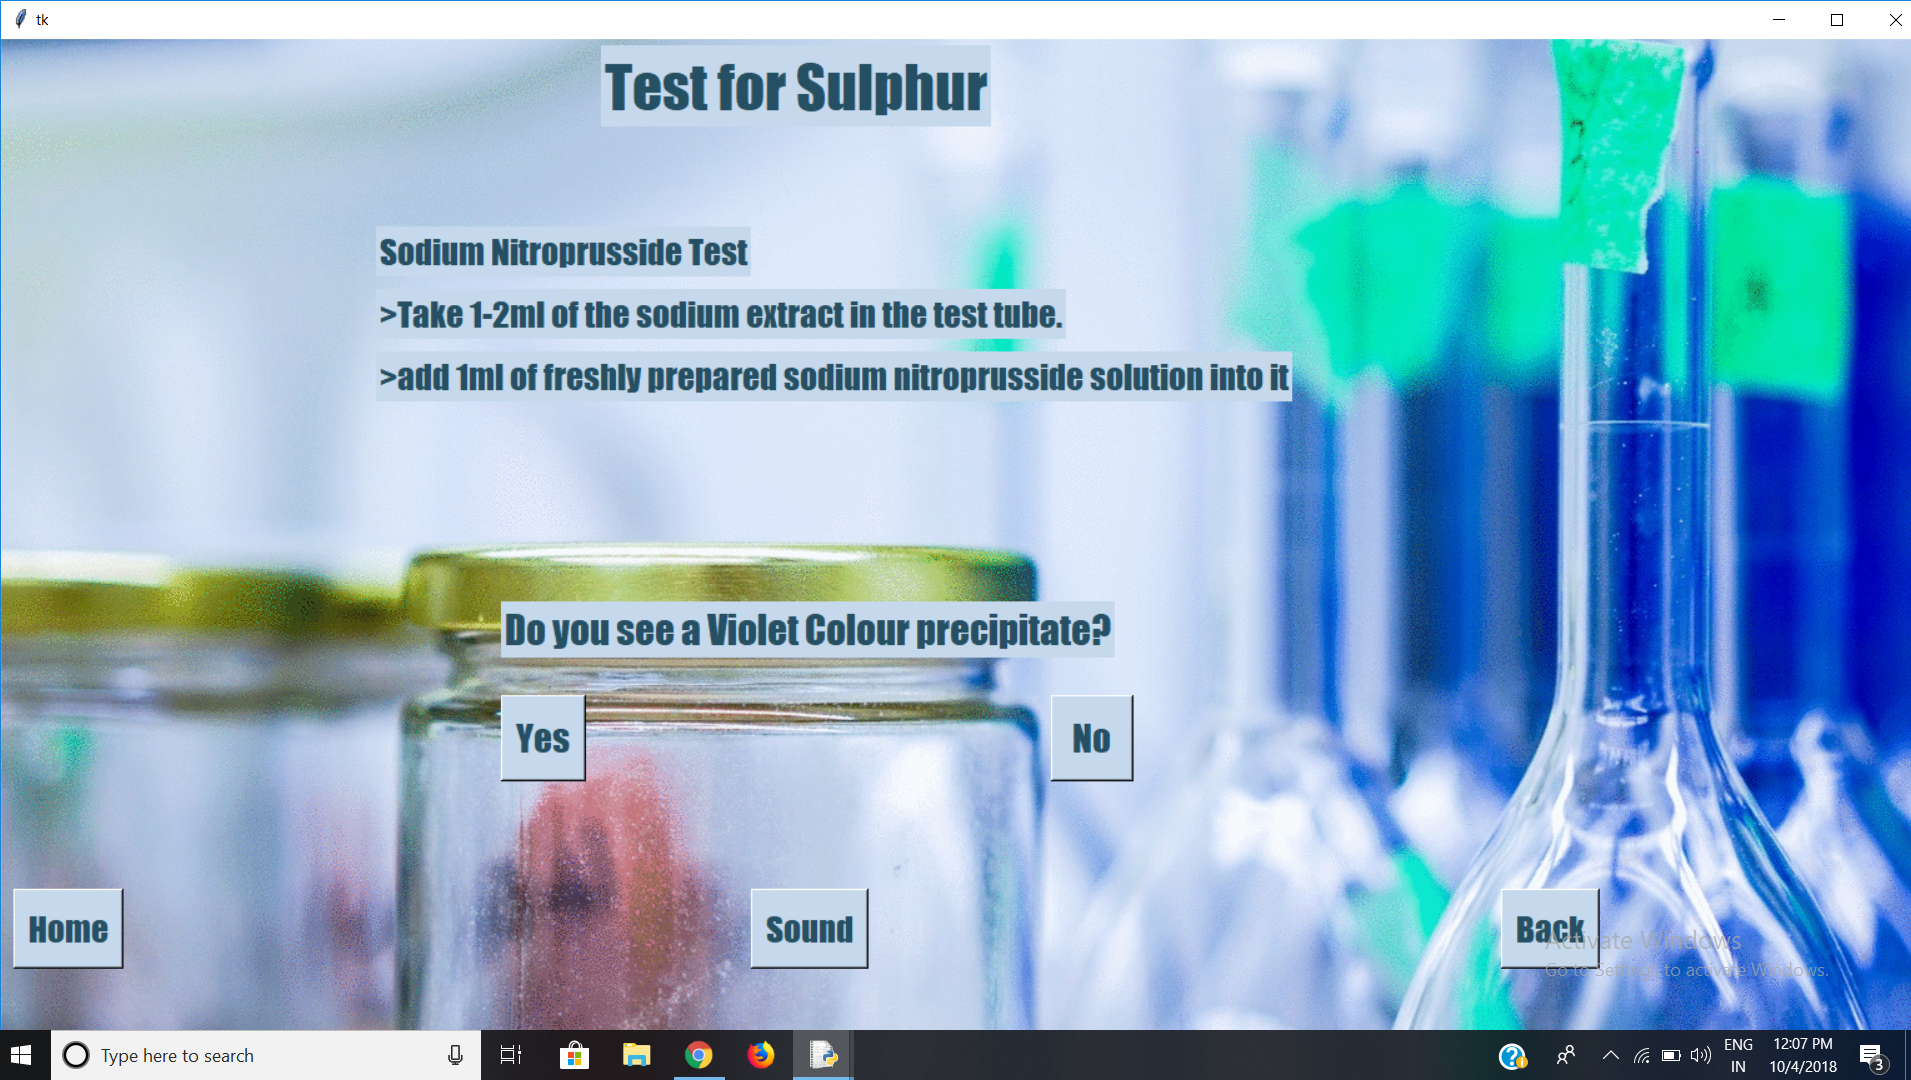 tk
Test for Sulphur
Sodium Nitroprusside Test
>Take 1-2ml of the sodium extract in the test tube.
>add 1ml of freshly prepared sodium nitroprusside solution into it
Do you see a Violet Colour precipitate?
Yes
No
Home
Sound
Back
Activate Windows
Go to Settings to activate Windows.
Type here to search
ENG
IN
12:07 PM
10/4/2018
3